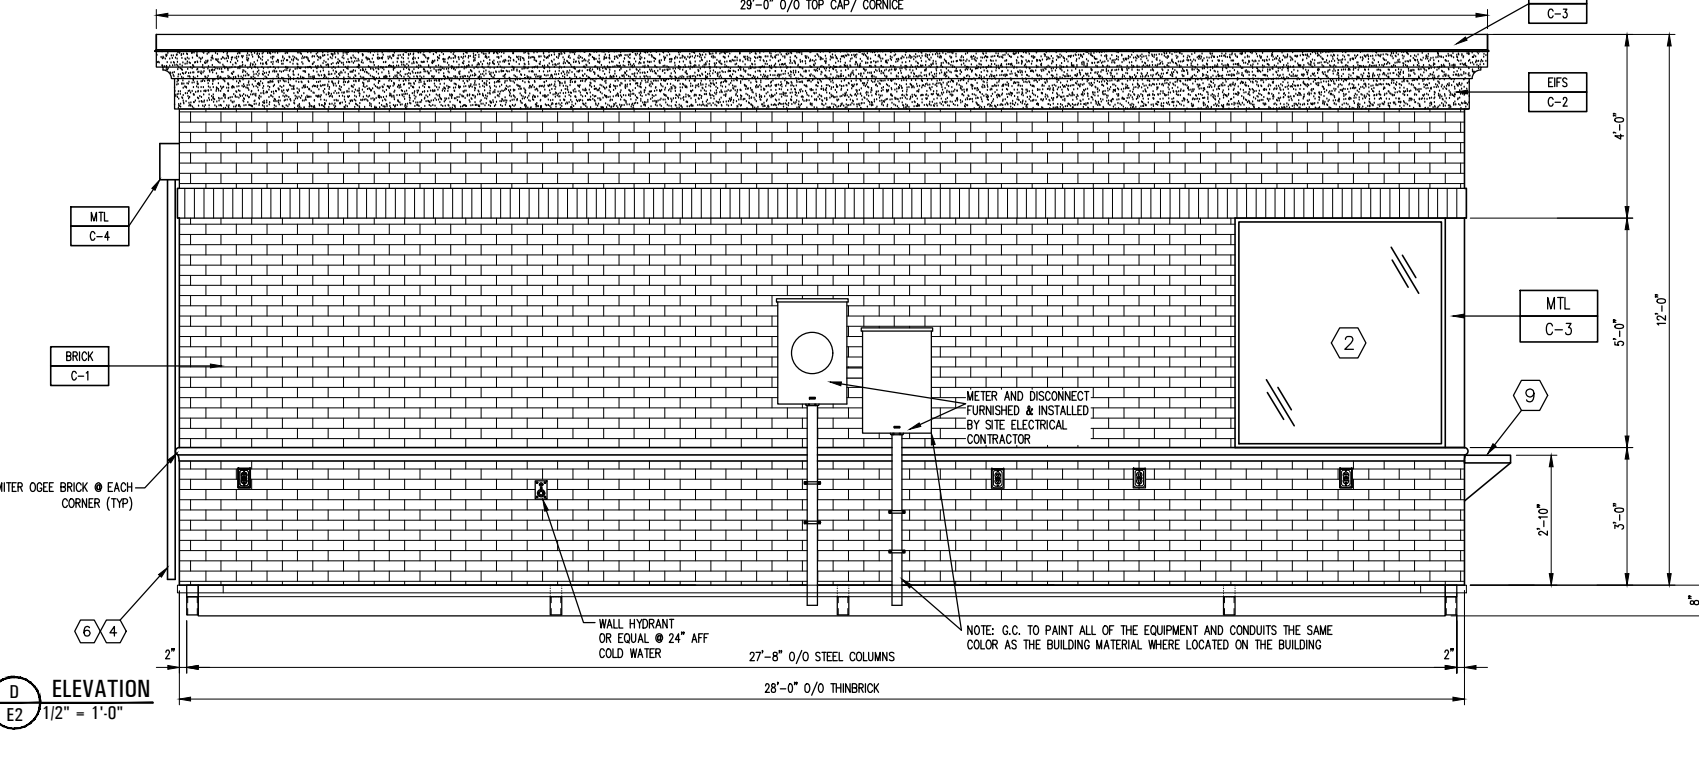 29'-0" O/O TOP CAP/ CORNICE
C-3
EIFS
C-2
4'-0"
12'-0"
MTL
C-4
MTL
C-3
2
5'-0"
BRICK
C-1
9
METER AND DISCONNECT
FURNISHED & INSTALLED
BY SITE ELECTRICAL
CONTRACTOR
MITER OGEE BRICK @ EACH
CORNER (TYP)
2'-10"
3'-0"
8"
6
4
WALL HYDRANT
OR EQUAL @ 24" AFF
COLD WATER
NOTE: G.C. TO PAINT ALL OF THE EQUIPMENT AND CONDUITS THE SAME
COLOR AS THE BUILDING MATERIAL WHERE LOCATED ON THE BUILDING
2"
27'-8" O/O STEEL COLUMNS
2"
28'-0" O/O THINBRICK
D
E2
ELEVATION
1/2" = 1'-0"